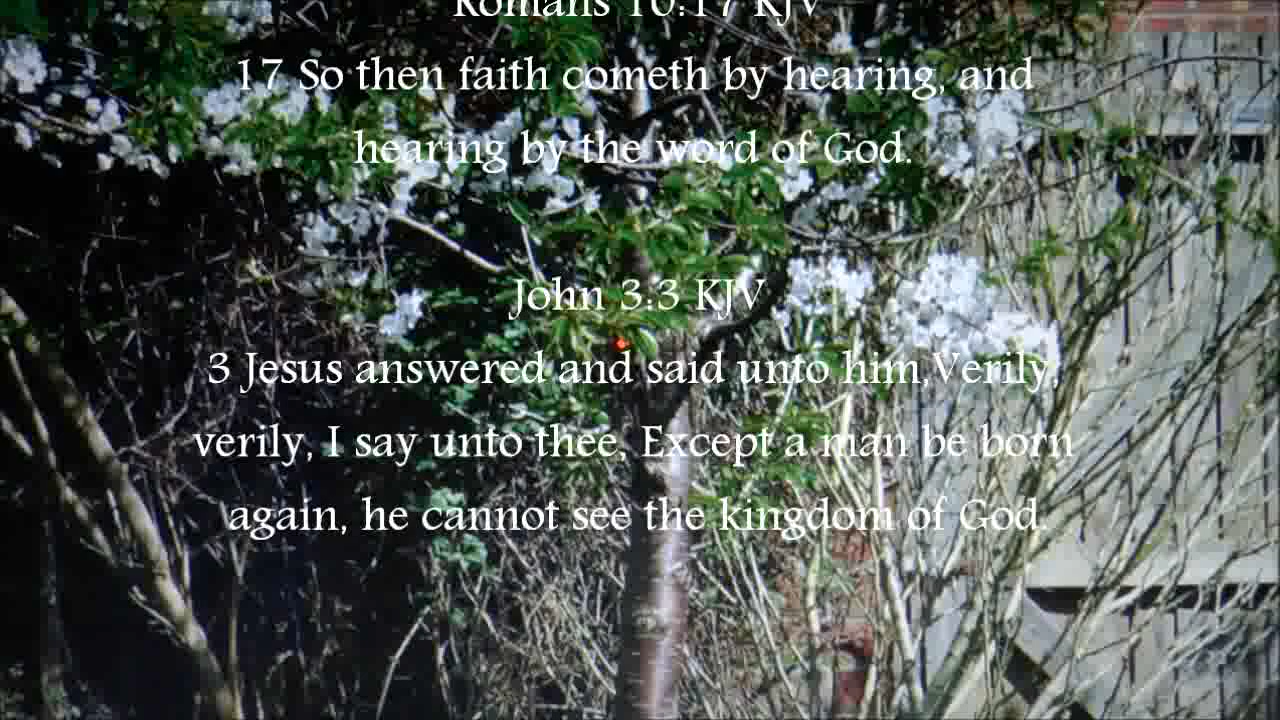 Romans 10:17 KJV
17 So then faith cometh by hearing, and
hearing by the word of God.
John 3:3 KJV
3 Jesus answered and said unto him,Verily,
verily, I say unto thee, Except a man be born
again, he cannot see the kingdom of God.